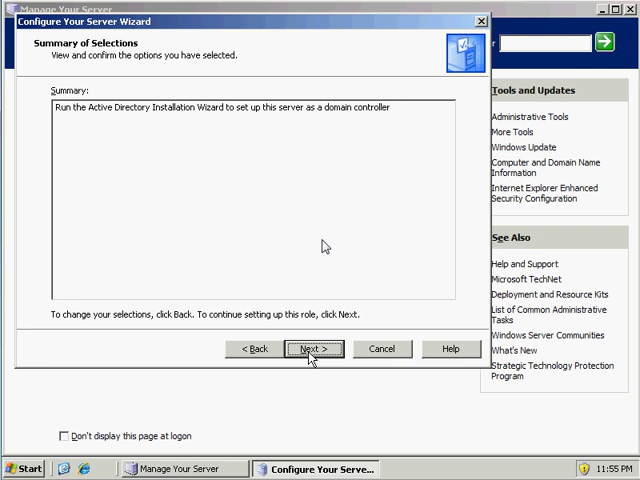 Manage Your Server
Configure Your Server Wizard
Summary of Selections
View and confirm the options you have selected.
Summary:
Run the Active Directory Installation Wizard to set up this server as a domain controller
To change your selections, click Back. To continue setting up this role, click Next.
< Back
Next >
Cancel
Help
r
Tools and Updates
Administrative Tools
More Tools
Windows Update
Computer and Domain Name
Information
Internet Explorer Enhanced
Security Configuration
See Also
Help and Support
Microsoft TechNet
Deployment and Resource Kits
List of Common Administrative
Tasks
Windows Server Communities
What's New
Strategic Technology Protection
Program
Don't display this page at logon
Start
Manage Your Server
Configure Your Serve...
11:55 PM